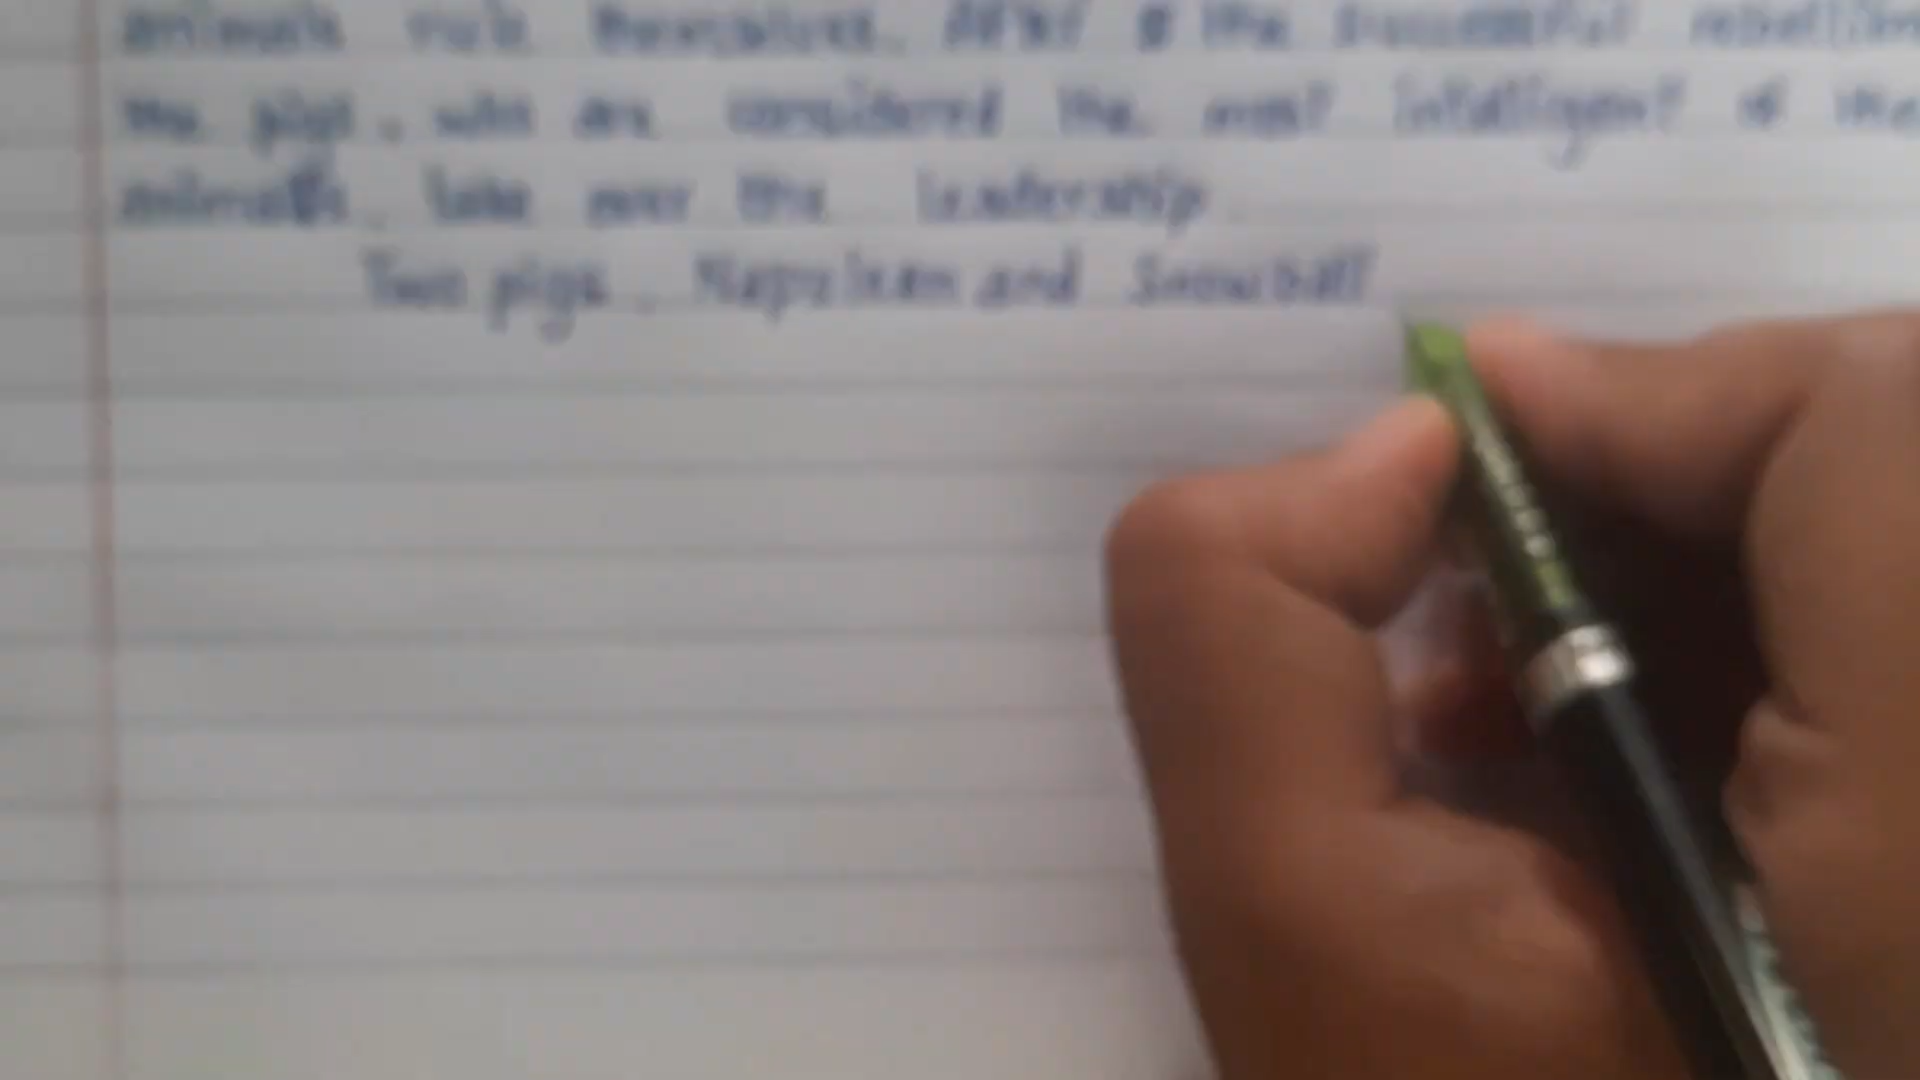 animals rule themselves. After the successful rebellion
the pigs, who are considered the most intelligent of the
animals, take over the leadership.
Two pigs, Napoleon and Snowball